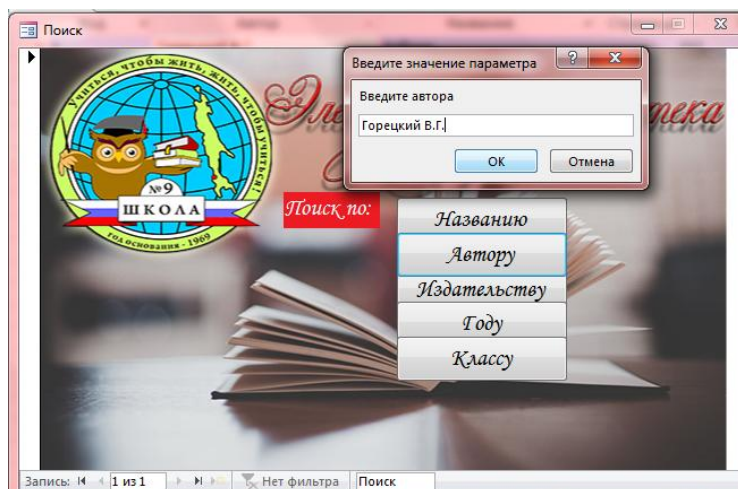 Поиск
Учиться, чтобы жить, жить, чтобы учиться!
№9
ШКОЛА
год основания - 1969
Введите значение параметра
?
X
Введите автора
Горецкий В.Г.
ОК
Отмена
Поиск по:
Названию
Автору
Издательству
Году
Классу
Запись:
1 из 1
Нет фильтра
Поиск